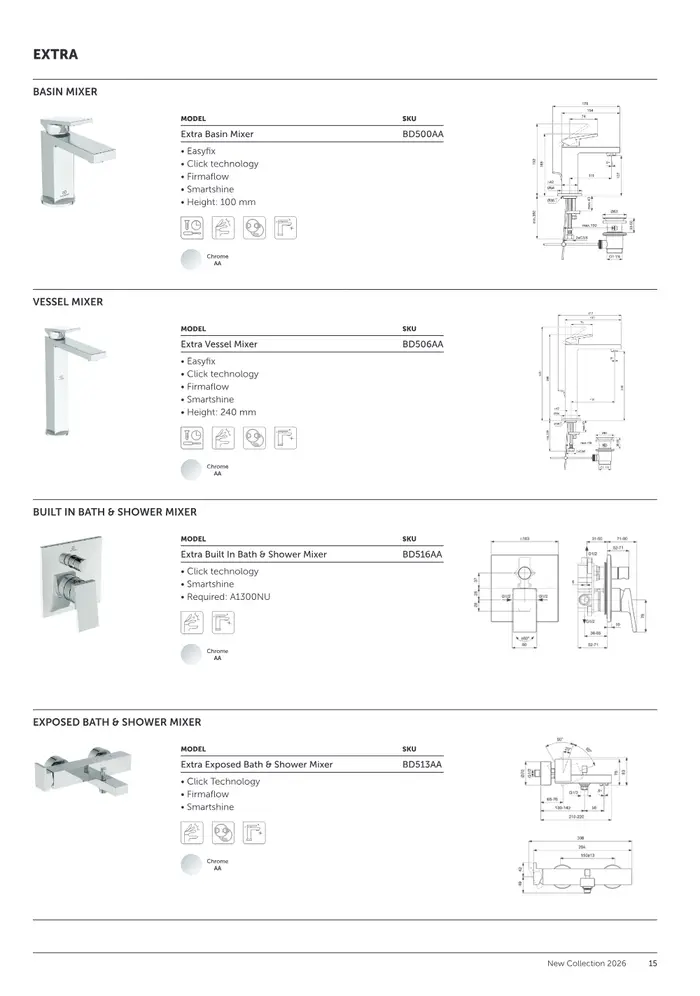 EXTRA
BASIN MIXER
MODEL SKU
Extra Basin Mixer BD500AA
• Easyfix
• Click technology
• Firmaflow
• Smartshine
• Height: 100 mm
Chrome
AA
VESSEL MIXER
MODEL SKU
Extra Vessel Mixer BD506AA
• Easyfix
• Click technology
• Firmaflow
• Smartshine
• Height: 240 mm
Chrome
AA
BUILT IN BATH & SHOWER MIXER
MODEL SKU
Extra Built In Bath & Shower Mixer BD516AA
• Click technology
• Smartshine
• Required: A1300NU
Chrome
AA
EXPOSED BATH & SHOWER MIXER
MODEL SKU
Extra Exposed Bath & Shower Mixer BD513AA
• Click Technology
• Firmaflow
• Smartshine
Chrome
AA
New Collection 2026 15